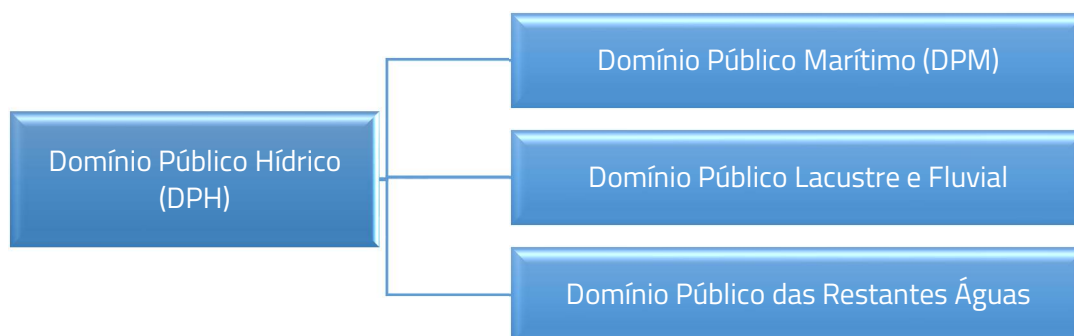 Domínio Público Marítimo (DPM)
Domínio Público Hídrico
(DPH)
Domínio Público Lacustre e Fluvial
Domínio Público das Restantes Águas